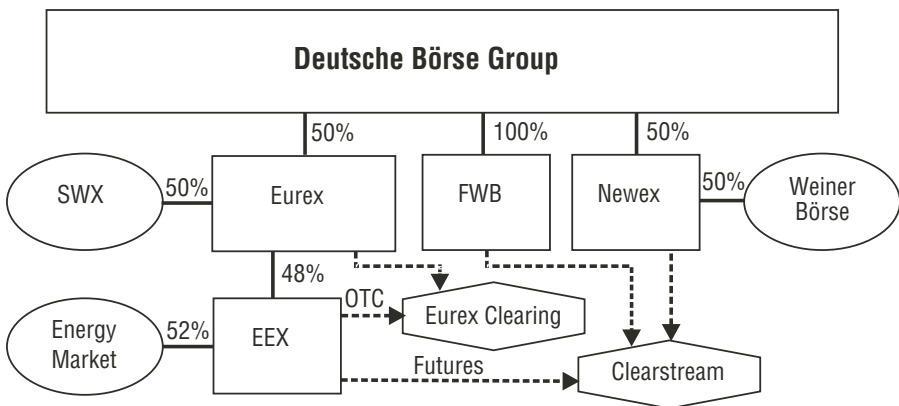 Deutsche Börse Group
50%
100%
50%
SWX
50%
Eurex
FWB
Newex
50%
Weiner
Börse
48%
OTC
Eurex Clearing
Energy
Market
52%
EEX
Futures
Clearstream